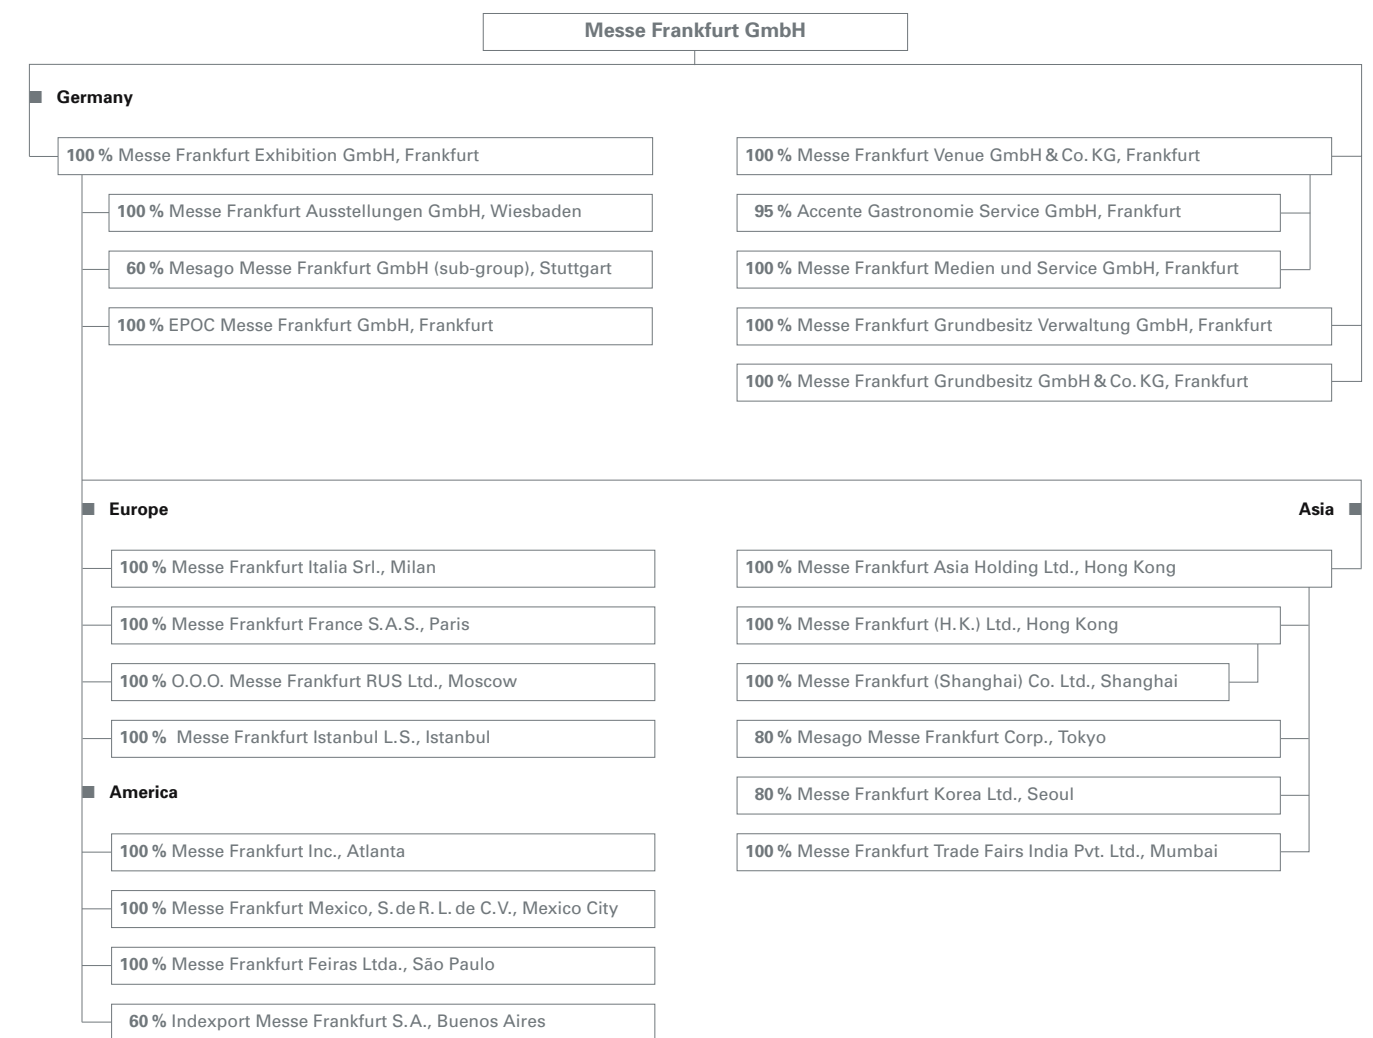 Messe Frankfurt GmbH
Germany
100 % Messe Frankfurt Exhibition GmbH, Frankfurt
100 % Messe Frankfurt Ausstellungen GmbH, Wiesbaden
60 % Mesago Messe Frankfurt GmbH (sub-group), Stuttgart
100 % EPOC Messe Frankfurt GmbH, Frankfurt
100 % Messe Frankfurt Venue GmbH & Co. KG, Frankfurt
95 % Accente Gastronomie Service GmbH, Frankfurt
100 % Messe Frankfurt Medien und Service GmbH, Frankfurt
100 % Messe Frankfurt Grundbesitz Verwaltung GmbH, Frankfurt
100 % Messe Frankfurt Grundbesitz GmbH & Co. KG, Frankfurt
Europe
100 % Messe Frankfurt Italia Srl., Milan
100 % Messe Frankfurt France S.A.S., Paris
100 % O.O.O. Messe Frankfurt RUS Ltd., Moscow
100 % Messe Frankfurt Istanbul L.S., Istanbul
America
100 % Messe Frankfurt Inc., Atlanta
100 % Messe Frankfurt Mexico, S. de R. L. de C.V., Mexico City
100 % Messe Frankfurt Feiras Ltda., São Paulo
60 % Indexport Messe Frankfurt S.A., Buenos Aires
Asia
100 % Messe Frankfurt Asia Holding Ltd., Hong Kong
100 % Messe Frankfurt (H.K.) Ltd., Hong Kong
100 % Messe Frankfurt (Shanghai) Co. Ltd., Shanghai
80 % Mesago Messe Frankfurt Corp., Tokyo
80 % Messe Frankfurt Korea Ltd., Seoul
100 % Messe Frankfurt Trade Fairs India Pvt. Ltd., Mumbai